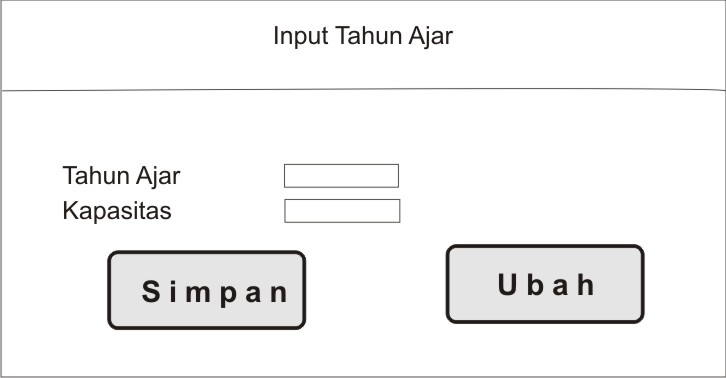 Input Tahun Ajar
Tahun Ajar
Kapasitas
Simpan
Ubah